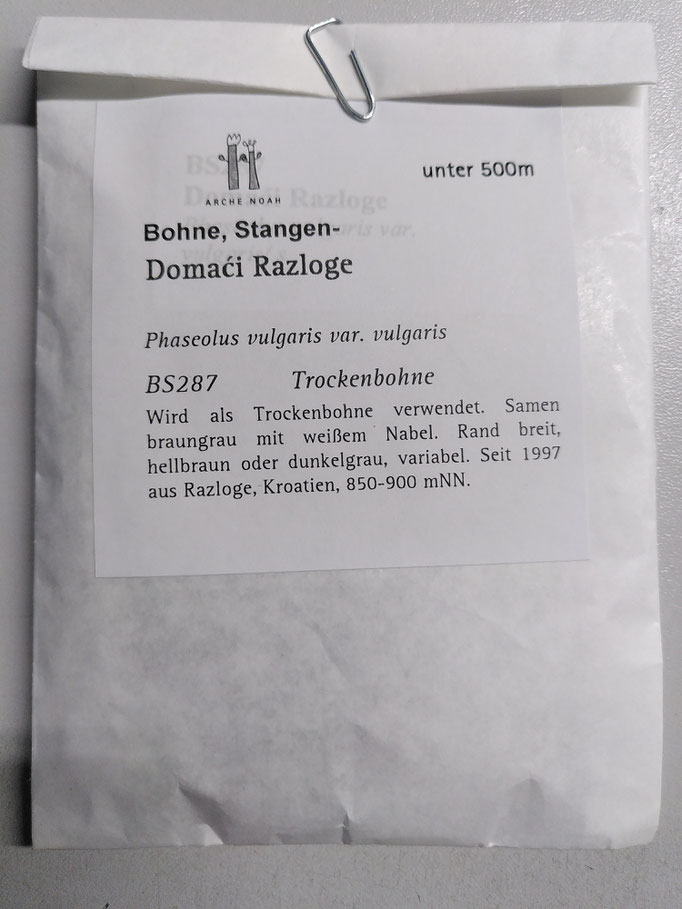 ARCHE NOAH
unter 500m
Bohne, Stangen-
Domaći Razloge
Phaseolus vulgaris var. vulgaris
BS287 Trockenbohne
Wird als Trockenbohne verwendet. Samen
braungrau mit weißem Nabel. Rand breit,
hellbraun oder dunkelgrau, variabel. Seit 1997
aus Razloge, Kroatien, 850-900 mNN.